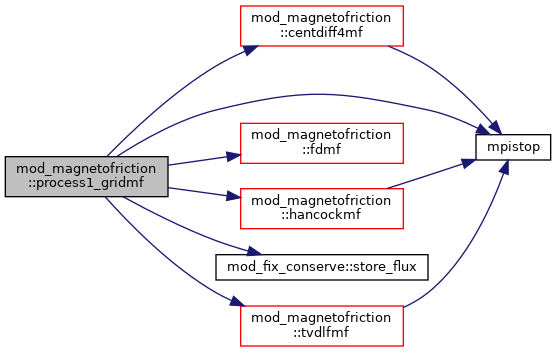 mod_magnetofriction
::centdiff4mf
mod_magnetofriction
::fdmf
mpistop
mod_magnetofriction
::process1_gridmf
mod_magnetofriction
::hancockmf
mod_fix_conserve::store_flux
mod_magnetofriction
::tvdlfmf